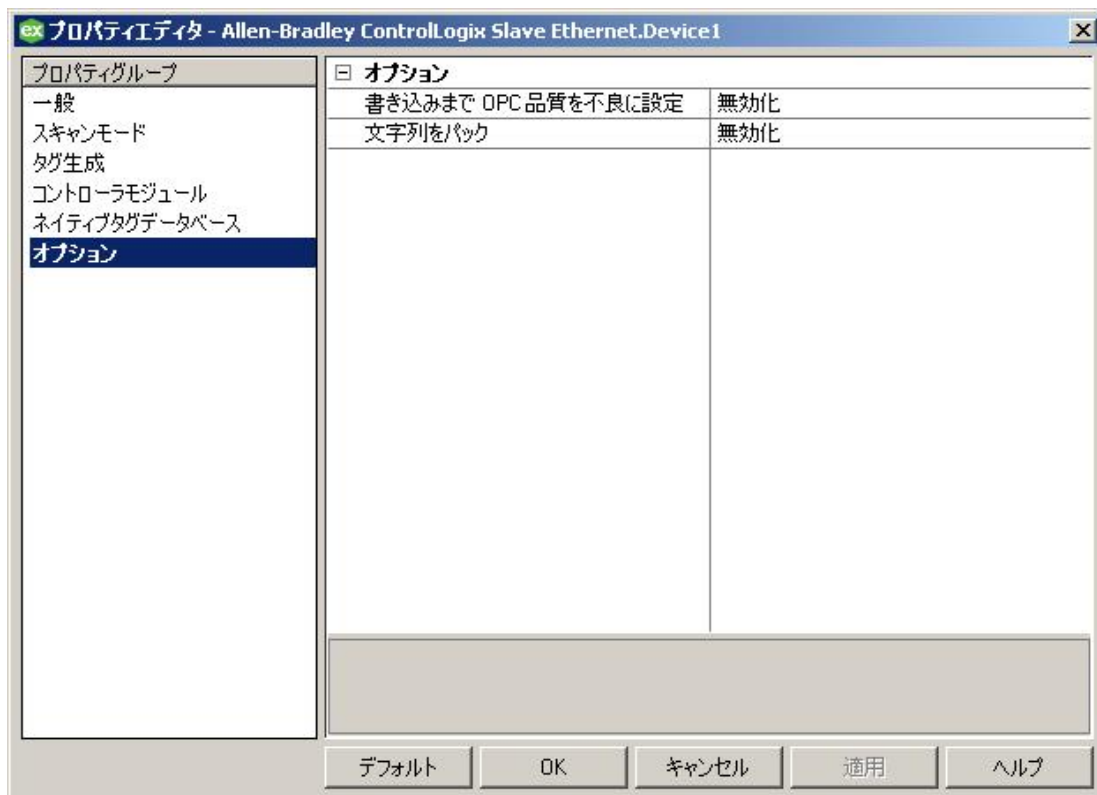 ex プロパティエディタ - Allen-Bradley ControlLogix Slave Ethernet.Device1
プロパティグループ
一般
スキャンモード
タグ生成
コントローラモジュール
ネイティブタグデータベース
オプション
オプション
書き込みまで OPC 品質を不良に設定 無効化
文字列をパック 無効化
デフォルト OK キャンセル 適用 ヘルプ